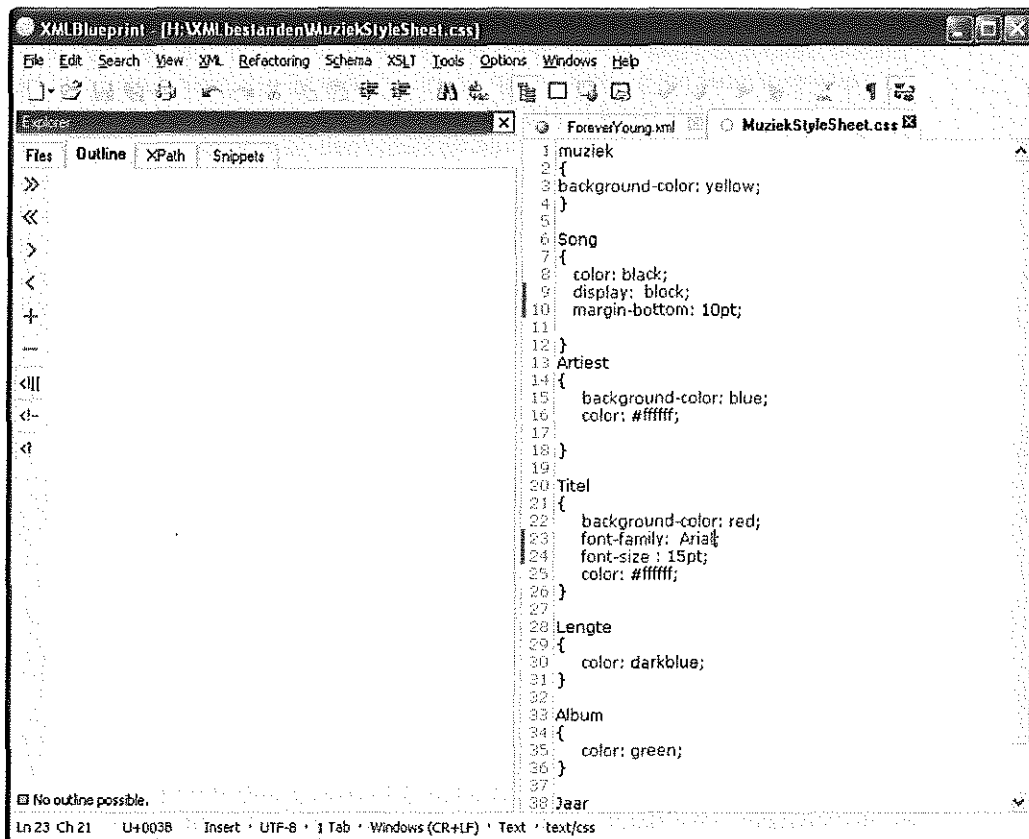 XMLBlueprint - [H:\XMLbestanden\MuziekStyleSheet.css]
File Edit Search View XML Refactoring Schema XSLT Tools Options Windows Help
Explorer
ForeverYoung.xml MuziekStyleSheet.css
Files Outline XPath Snippets
1 muziek
2 {
3 background-color: yellow;
4 }
5
6 Song
7 {
8 color: black;
9 display: block;
10 margin-bottom: 10pt;
11
12 }
13 Artiest
14 {
15 background-color: blue;
16 color: #ffffff;
17
18 }
19
20 Titel
21 {
22 background-color: red;
23 font-family: Arial;
24 font-size : 15pt;
25 color: #ffffff;
26 }
27
28 Lengte
29 {
30 color: darkblue;
31 }
32
33 Album
34 {
35 color: green;
36 }
37
38 Jaar
No outline possible.
Ln 23 Ch 21 U+003B Insert · UTF-8 · 1 Tab · Windows (CR+LF) · Text · text/css